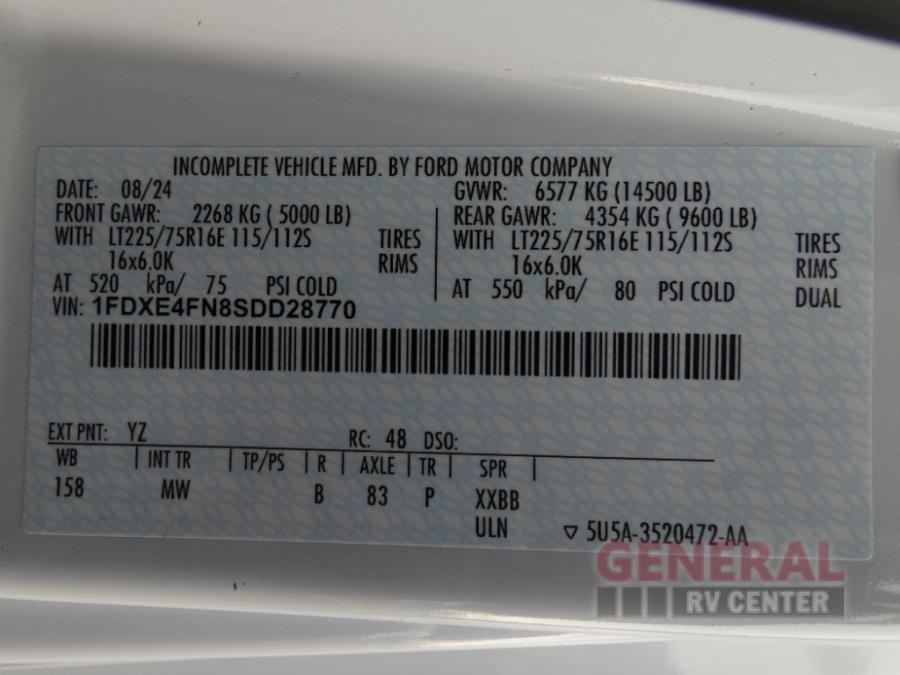 INCOMPLETE VEHICLE MFD. BY FORD MOTOR COMPANY
DATE: 08/24 GVWR: 6577 KG (14500 LB)
FRONT GAWR: 2268 KG ( 5000 LB) REAR GAWR: 4354 KG ( 9600 LB)
WITH LT225/75R16E 115/112S TIRES WITH LT225/75R16E 115/112S TIRES
16x6.0K RIMS 16x6.0K RIMS
AT 520 kPa/ 75 PSI COLD AT 550 kPa/ 80 PSI COLD DUAL
VIN: 1FDXE4FN8SDD28770
EXT PNT: YZ RC: 48 DSO:
WB INT TR TP/PS R AXLE TR SPR
158 MW B 83 P XXBB
ULN 5U5A-3520472-AA
GENERAL
RV CENTER